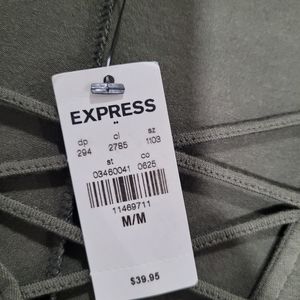 EXPRESS
dp cl sz
294 2785 1103
st co
03460041 0625
11469711
M/M
$39.95